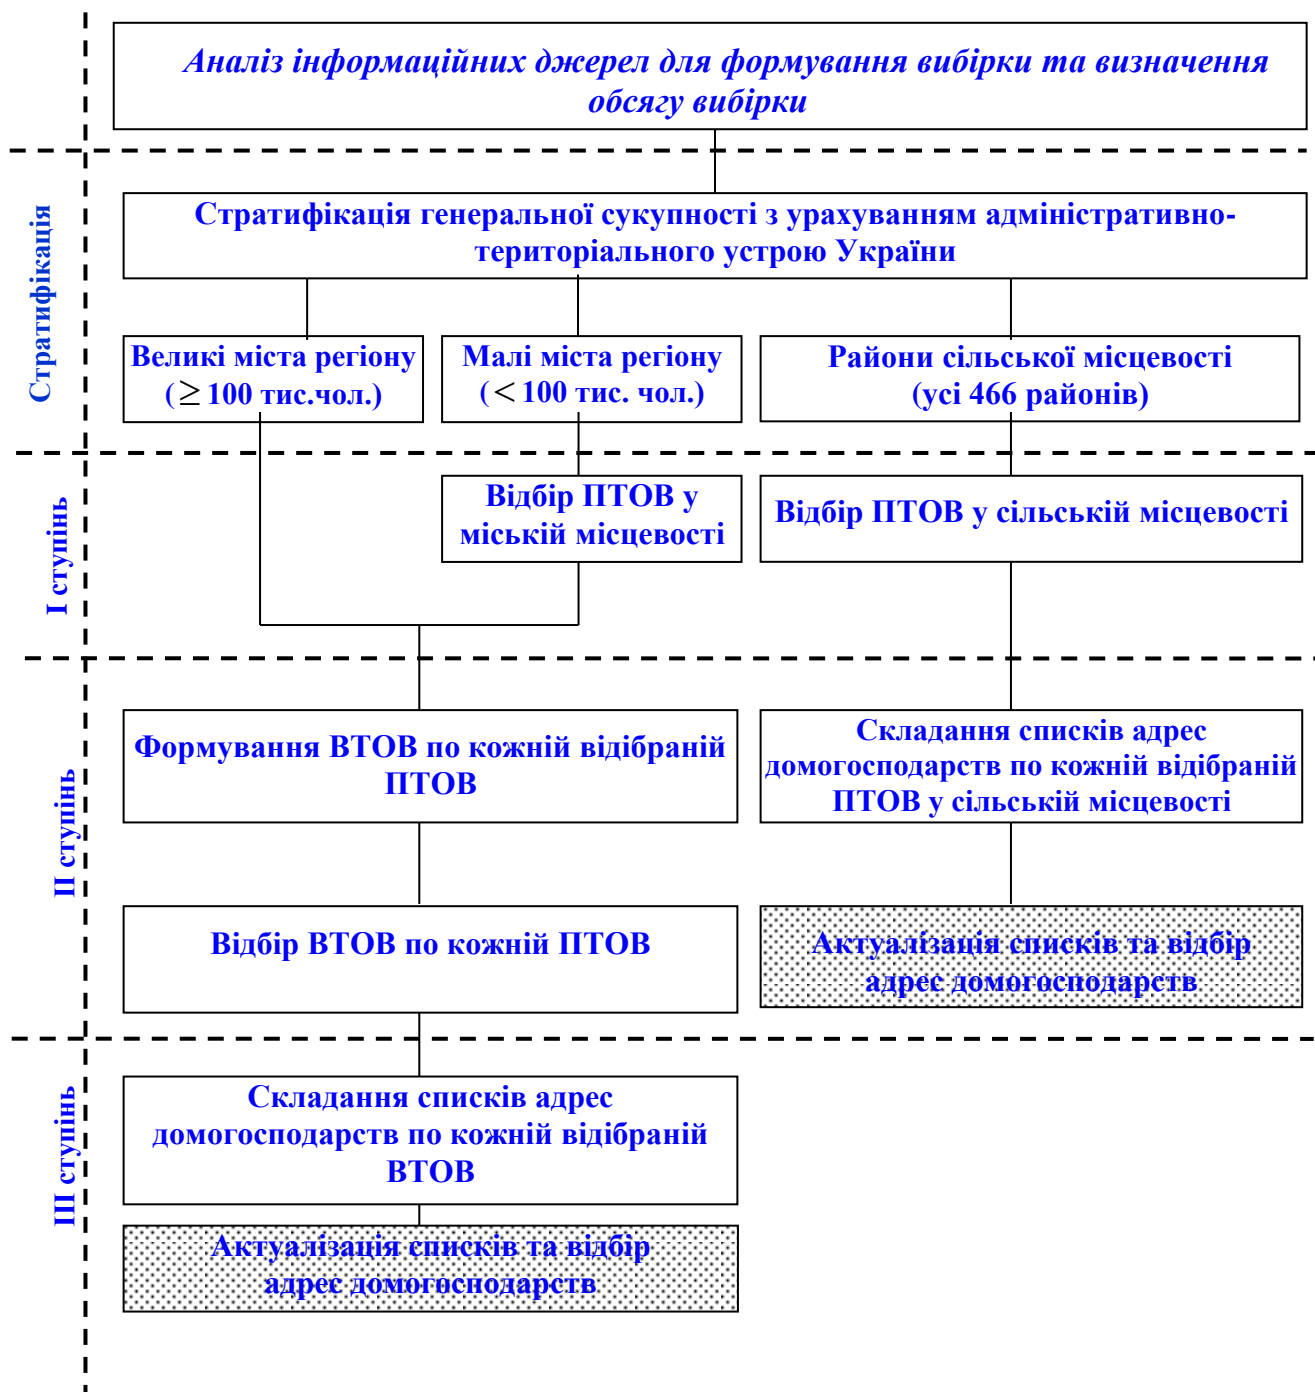 Аналіз інформаційних джерел для формування вибірки та визначення
обсягу вибірки
Стратифікація
Стратифікація генеральної сукупності з урахуванням адміністративно-
територіального устрою України
Великі міста регіону
(≥100 тис.чол.)
Малі міста регіону
(<100 тис. чол.)
Райони сільської місцевості
(усі 466 районів)
І ступінь
Відбір ПТОВ у
міській місцевості
Відбір ПТОВ у сільській місцевості
ІІ ступінь
Формування ВТОВ по кожній відібраній
ПТОВ
Складання списків адрес
домогосподарств по кожній відібраній
ПТОВ у сільській місцевості
Відбір ВТОВ по кожній ПТОВ
Актуалізація списків та відбір
адрес домогосподарств
ІІІ ступінь
Складання списків адрес
домогосподарств по кожній відібраній
ВТОВ
Актуалізація списків та відбір
адрес домогосподарств